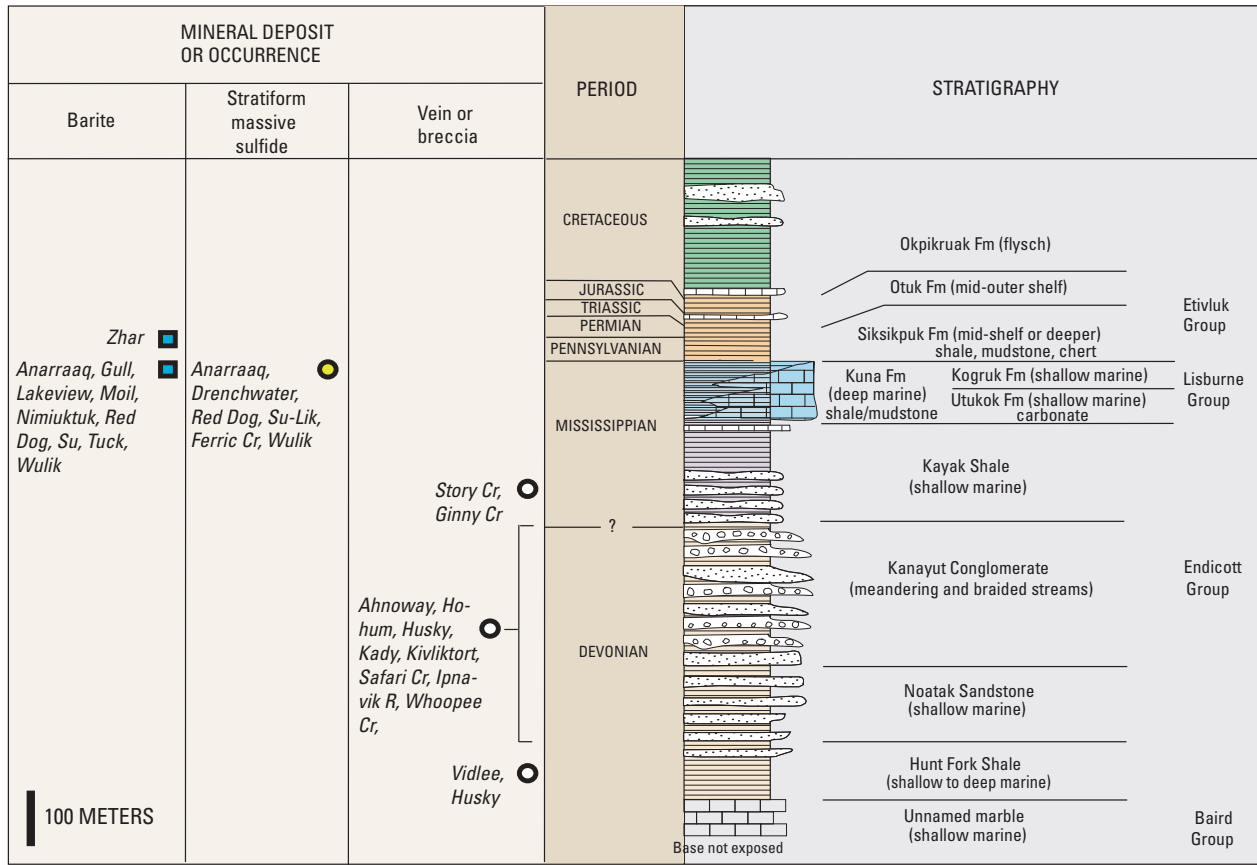 MINERAL DEPOSIT
OR OCCURRENCE
Barite
Stratiform
massive
sulfide
Vein or
breccia
PERIOD
STRATIGRAPHY
Zhar
Anarraaq, Gull,
Lakeview, Moil,
Nimiuktuk, Red
Dog, Su, Tuck,
Wulik
Anarraaq,
Drenchwater,
Red Dog, Su-Lik,
Ferric Cr, Wulik
Story Cr,
Ginny Cr
Ahnoway, Ho-
hum, Husky,
Kady, Kivliktort,
Safari Cr, Ipna-
vik R, Whoopee
Cr,
Vidlee,
Husky
100 METERS
CRETACEOUS
JURASSIC
TRIASSIC
PERMIAN
PENNSYLVANIAN
MISSISSIPPIAN
?
DEVONIAN
Base not exposed
Okpikruak Fm (flysch)
Otuk Fm (mid-outer shelf)
Siksikpuk Fm (mid-shelf or deeper)
shale, mudstone, chert
Etivluk
Group
Kuna Fm
(deep marine)
shale/mudstone
Kogruk Fm (shallow marine)
Utukok Fm (shallow marine)
carbonate
Lisburne
Group
Kayak Shale
(shallow marine)
Kanayut Conglomerate
(meandering and braided streams)
Endicott
Group
Noatak Sandstone
(shallow marine)
Hunt Fork Shale
(shallow to deep marine)
Unnamed marble
(shallow marine)
Baird
Group